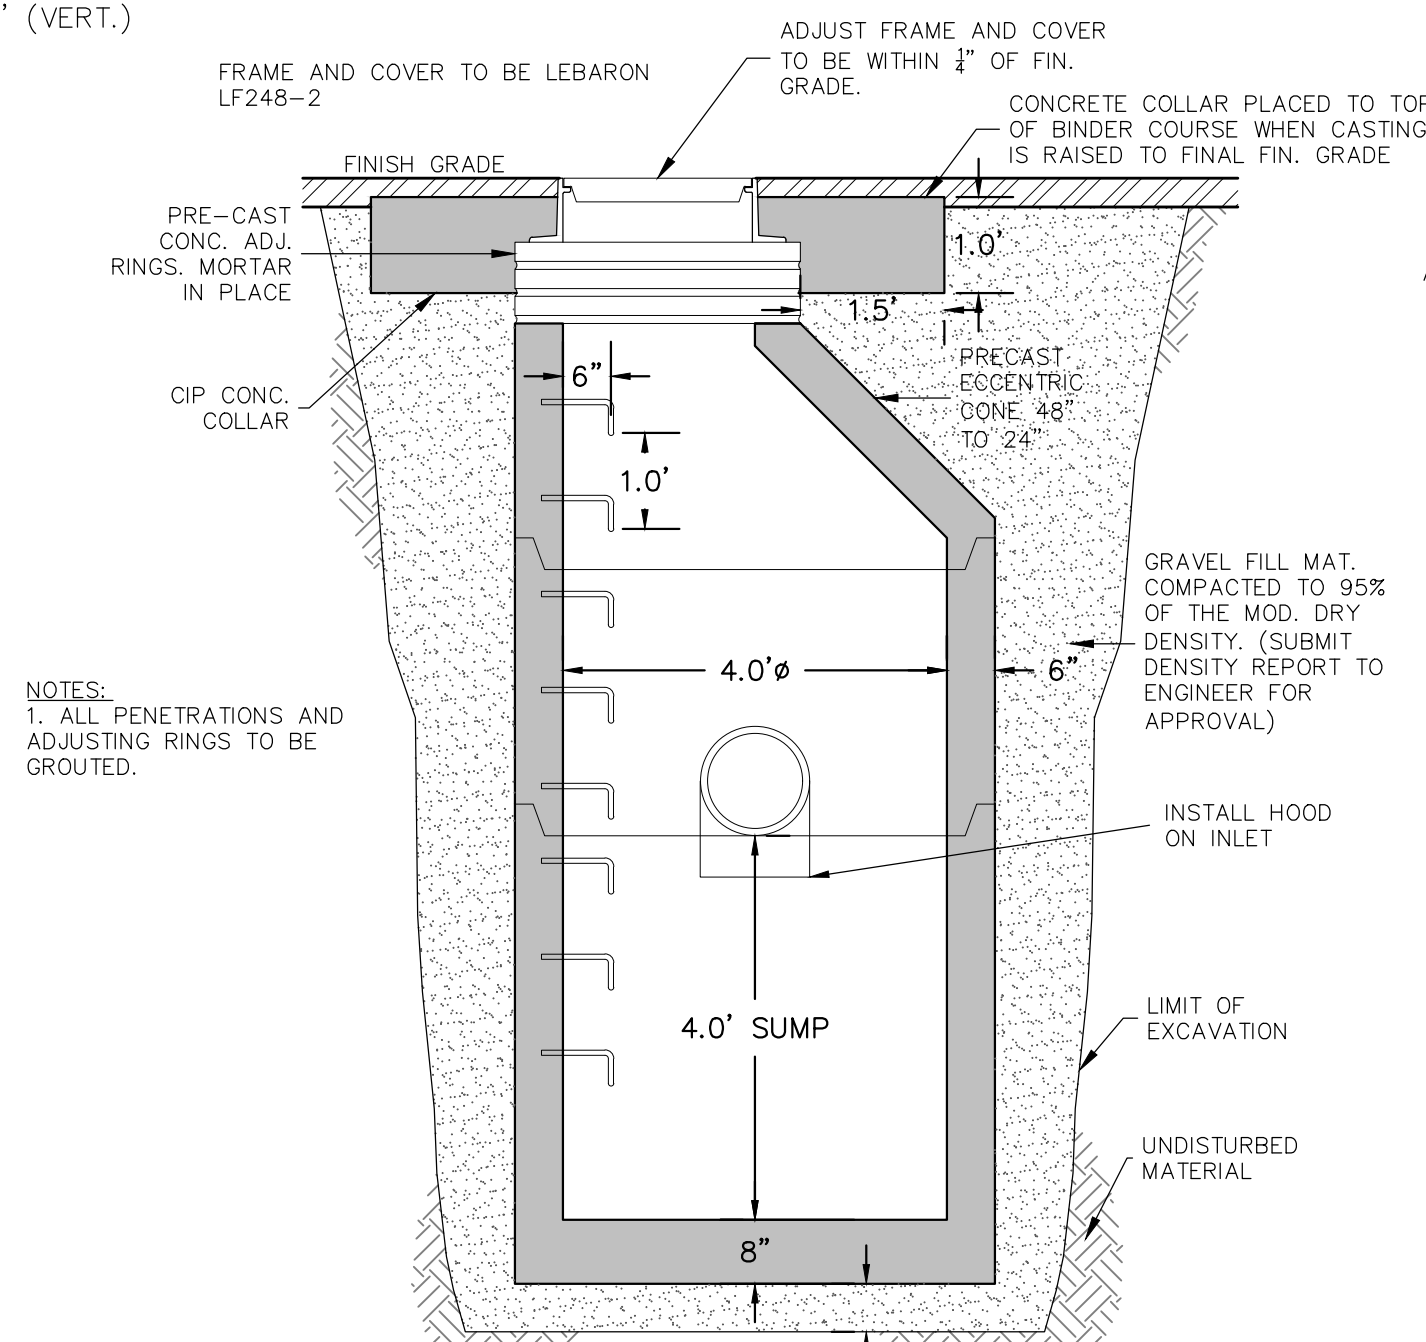 ' (VERT.)
FRAME AND COVER TO BE LEBARON
LF248-2
ADJUST FRAME AND COVER
TO BE WITHIN 1/4" OF FIN.
GRADE.
CONCRETE COLLAR PLACED TO TOP
OF BINDER COURSE WHEN CASTING
IS RAISED TO FINAL FIN. GRADE
FINISH GRADE
PRE-CAST
CONC. ADJ.
RINGS. MORTAR
IN PLACE
1.0'
1.5'
CIP CONC.
COLLAR
6"
PRECAST
ECCENTRIC
CONE 48"
TO 24"
1.0'
GRAVEL FILL MAT.
COMPACTED TO 95%
OF THE MOD. DRY
DENSITY. (SUBMIT
DENSITY REPORT TO
ENGINEER FOR
APPROVAL)
4.0'ø
6"
NOTES:
1. ALL PENETRATIONS AND
ADJUSTING RINGS TO BE
GROUTED.
INSTALL HOOD
ON INLET
4.0' SUMP
LIMIT OF
EXCAVATION
UNDISTURBED
MATERIAL
8"